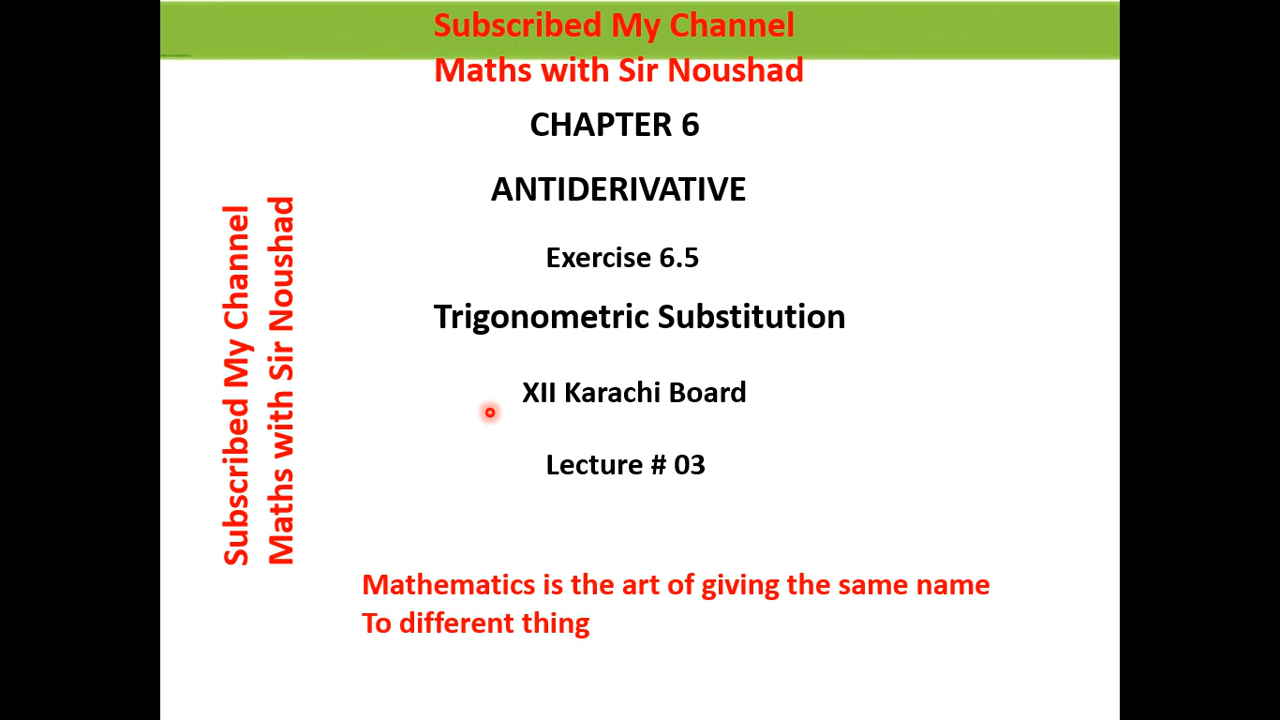 Subscribed My Channel
Maths with Sir Noushad
CHAPTER 6
ANTIDERIVATIVE
Exercise 6.5
Trigonometric Substitution
XII Karachi Board
Lecture # 03
Subscribed My Channel
Maths with Sir Noushad
Mathematics is the art of giving the same name
To different thing